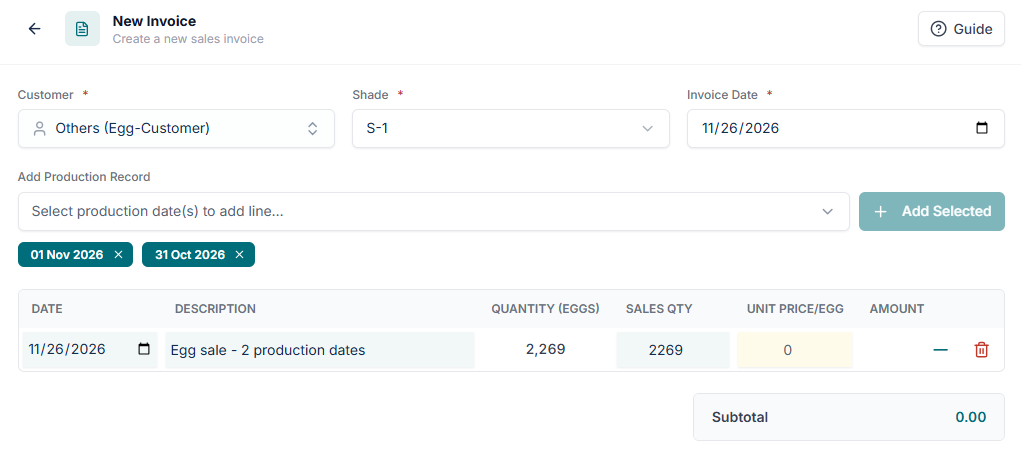 New Invoice
Create a new sales invoice
Guide
Customer *
Shade *
Invoice Date *
Others (Egg-Customer)
S-1
11/26/2026
Add Production Record
Select production date(s) to add line...
+ Add Selected
01 Nov 2026 ×
31 Oct 2026 ×
DATE DESCRIPTION QUANTITY (EGGS) SALES QTY UNIT PRICE/EGG AMOUNT
11/26/2026 Egg sale - 2 production dates 2,269 2269 0 —
Subtotal 0.00